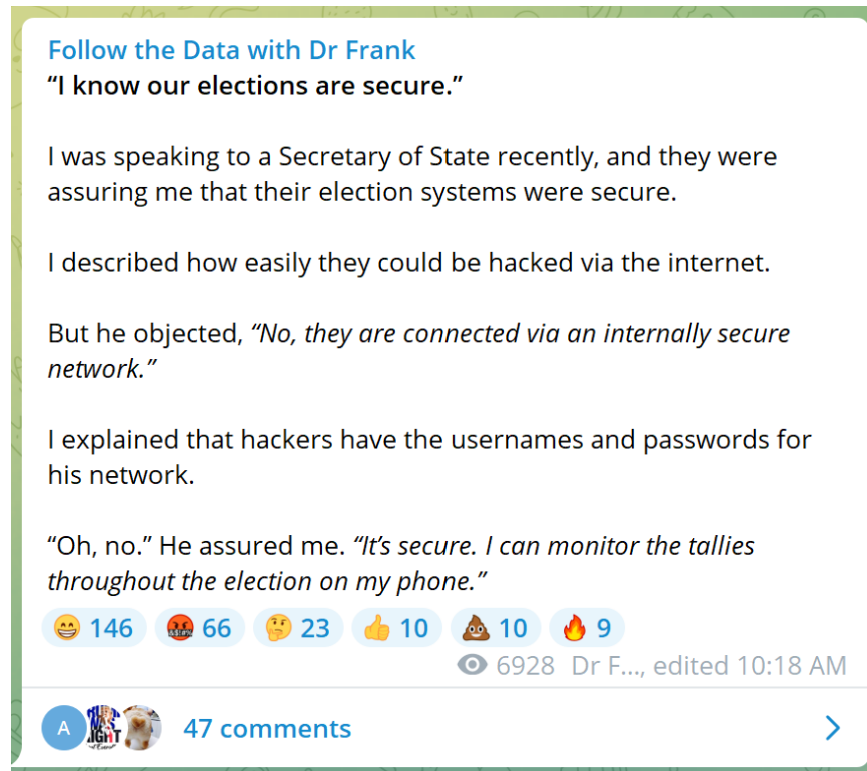 Follow the Data with Dr Frank
“I know our elections are secure.”
I was speaking to a Secretary of State recently, and they were
assuring me that their election systems were secure.
I described how easily they could be hacked via the internet.
But he objected, “No, they are connected via an internally secure
network.”
I explained that hackers have the usernames and passwords for
his network.
“Oh, no.” He assured me. “It’s secure. I can monitor the tallies
throughout the election on my phone.”
146 66 23 10 10 9
6928 Dr F..., edited 10:18 AM
A
47 comments